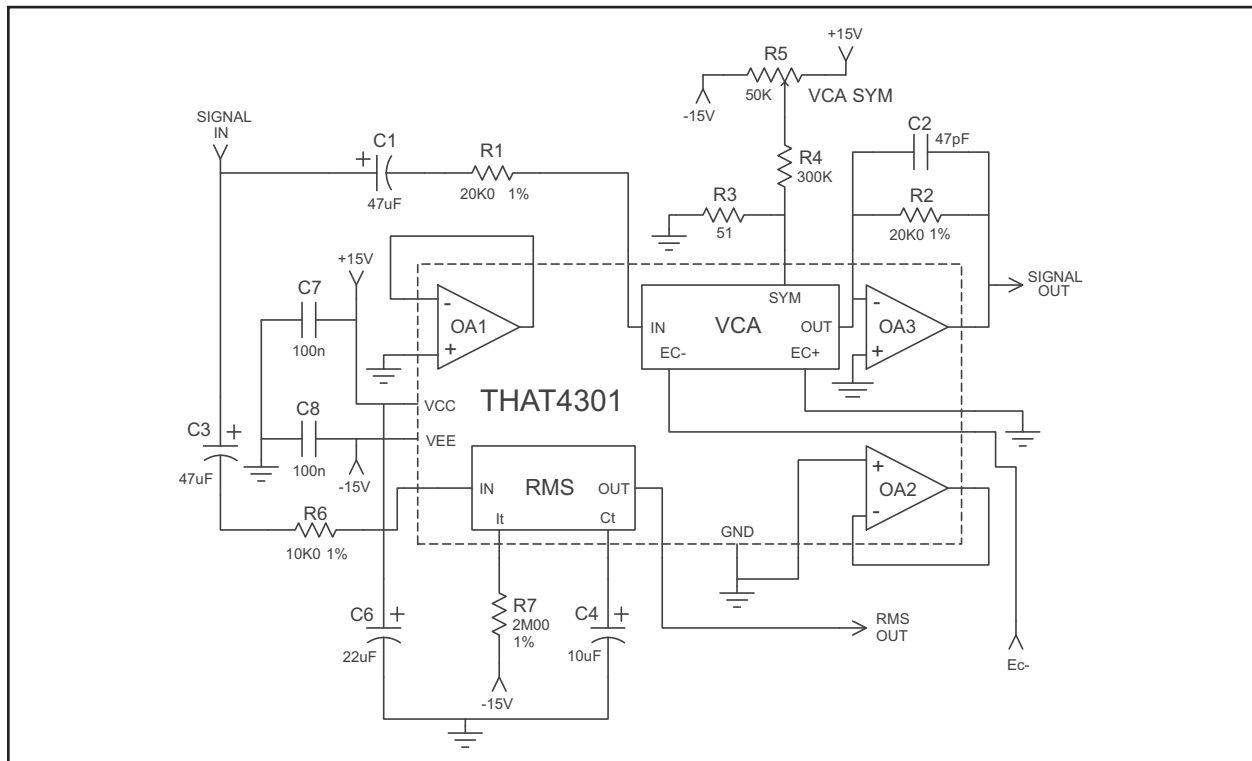 +15V
R5
50K
VCA SYM
-15V
SIGNAL
IN
C1
+
47uF
R1
20K0 1%
R4
300K
R3
51
C2
47pF
R2
20K0 1%
+15V
C7
100n
-
OA1
+
SYM
IN
VCA
OUT
EC-
EC+
-
OA3
+
SIGNAL
OUT
THAT4301
VCC
C8
VEE
100n
-15V
C3
+
47uF
R6
10K0 1%
IN
RMS
OUT
It
Ct
+
OA2
-
GND
C6
+
22uF
R7
2M00
1%
-15V
C4
+
10uF
RMS
OUT
Ec-